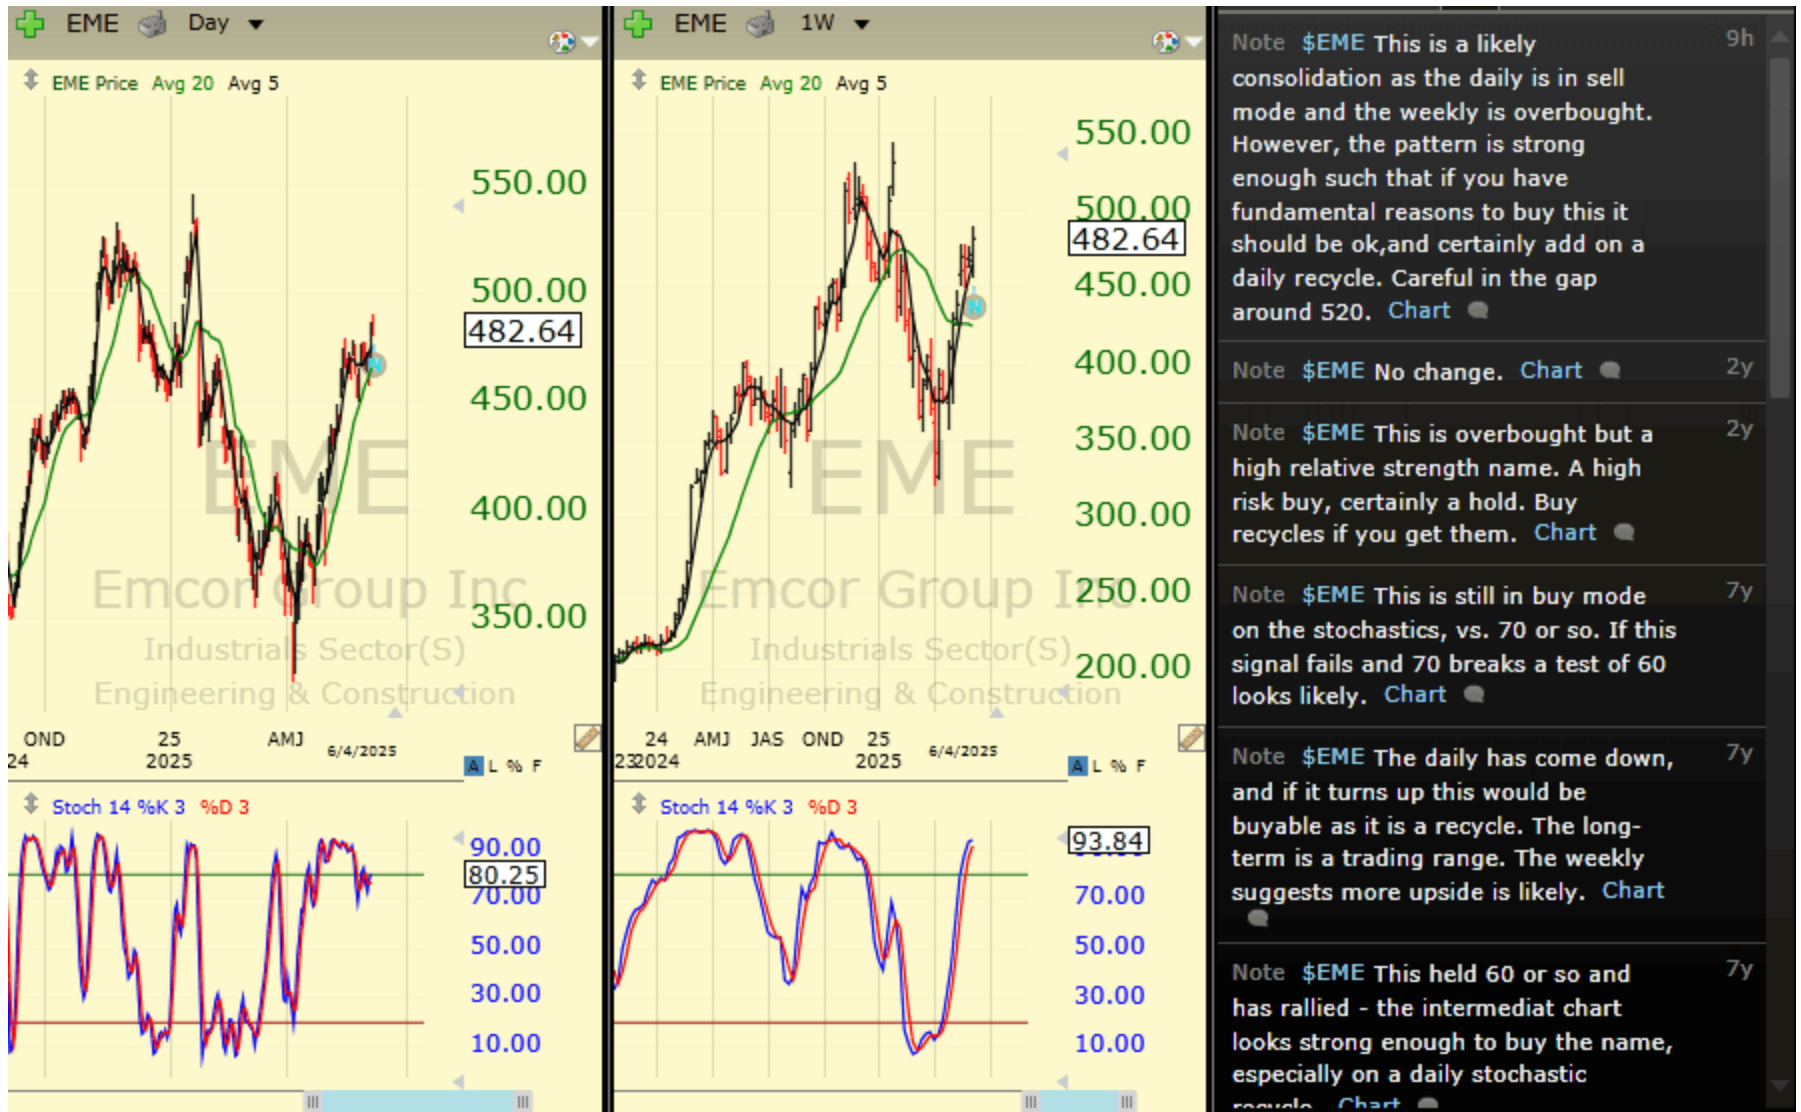 EME Day
EME Price Avg 20 Avg 5
550.00
500.00
482.64
450.00
400.00
350.00
EME
Emcor Group Inc
Industrials Sector(S)
Engineering & Construction
OND 25 AMJ 6/4/2025
24 2025
A L % F
Stoch 14 %K 3 %D 3
90.00
80.25
70.00
50.00
30.00
10.00
EME 1W
EME Price Avg 20 Avg 5
550.00
500.00
482.64
450.00
400.00
350.00
300.00
250.00
200.00
EME
Emcor Group Inc
Industrials Sector(S)
Engineering & Construction
24 AMJ JAS OND 25 6/4/2025
23 2024 2025
A L % F
Stoch 14 %K 3 %D 3
93.84
70.00
50.00
30.00
10.00
Note $EME This is a likely 9h
consolidation as the daily is in sell
mode and the weekly is overbought.
However, the pattern is strong
enough such that if you have
fundamental reasons to buy this it
should be ok,and certainly add on a
daily recycle. Careful in the gap
around 520. Chart
Note $EME No change. Chart 2y
Note $EME This is overbought but a 2y
high relative strength name. A high
risk buy, certainly a hold. Buy
recycles if you get them. Chart
Note $EME This is still in buy mode 7y
on the stochastics, vs. 70 or so. If this
signal fails and 70 breaks a test of 60
looks likely. Chart
Note $EME The daily has come down, 7y
and if it turns up this would be
buyable as it is a recycle. The long-
term is a trading range. The weekly
suggests more upside is likely. Chart
Note $EME This held 60 or so and 7y
has rallied - the intermediat chart
looks strong enough to buy the name,
especially on a daily stochastic
recycle. Chart